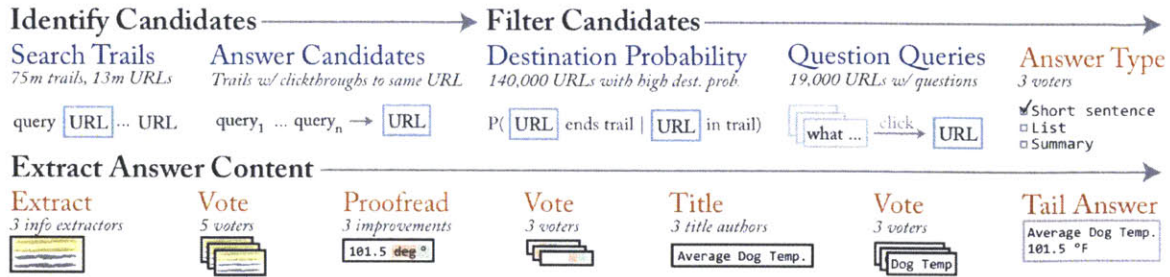 Identify Candidates
Filter Candidates
Search Trails
75m trails, 13m URLs
query URL ... URL
Answer Candidates
Trails w/ clickthroughs to same URL
query1 ... queryn → URL
Destination Probability
140,000 URLs with high dest. prob.
P( URL ends trail | URL in trail)
Question Queries
19,000 URLs w/ questions
what ... click URL
Answer Type
3 voters
Short sentence
List
Summary
Extract Answer Content
Extract
3 info extractors
Vote
5 voters
Proofread
3 improvements
101.5 deg °
Vote
3 voters
Title
3 title authors
Average Dog Temp.
Vote
3 voters
Dog Temp
Tail Answer
Average Dog Temp.
101.5 °F